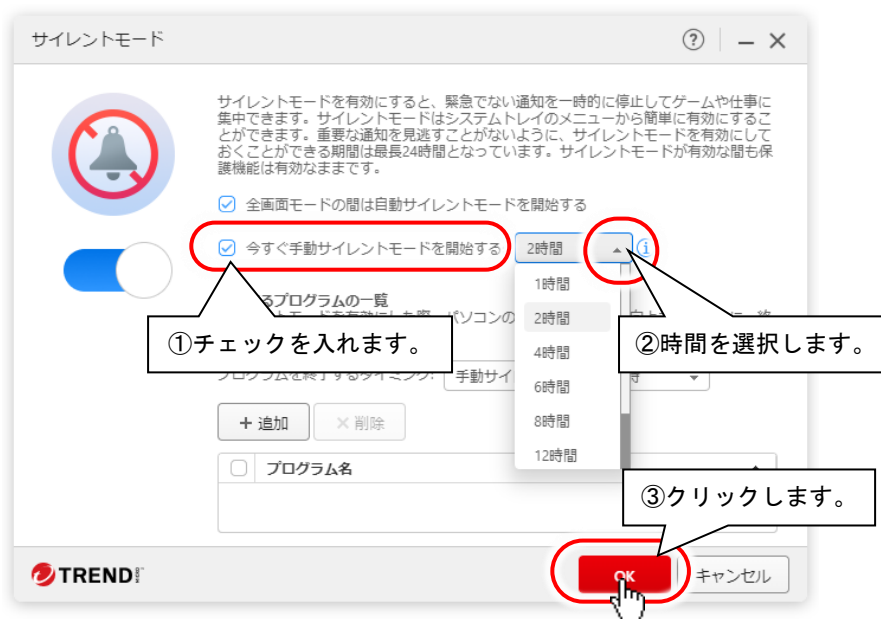 サイレントモード
サイレントモードを有効にすると、緊急でない通知を一時的に停止してゲームや仕事に
集中できます。サイレントモードはシステムトレイのメニューから簡単に有効にするこ
とができます。重要な通知を見逃すことがないように、サイレントモードを有効にして
おくことができる期間は最長24時間となっています。サイレントモードが有効な間も保
護機能は有効なままです。
全画面モードの間は自動サイレントモードを開始する
今すぐ手動サイレントモードを開始する 2時間
1時間
るプログラムの一覧
パソコンの
2時間
①チェックを入れます。
②時間を選択します。
4時間
プログラムを終了するタイミング: 手動サイ
6時間
+ 追加 × 削除
8時間
12時間
プログラム名
③クリックします。
TREND
OK キャンセル